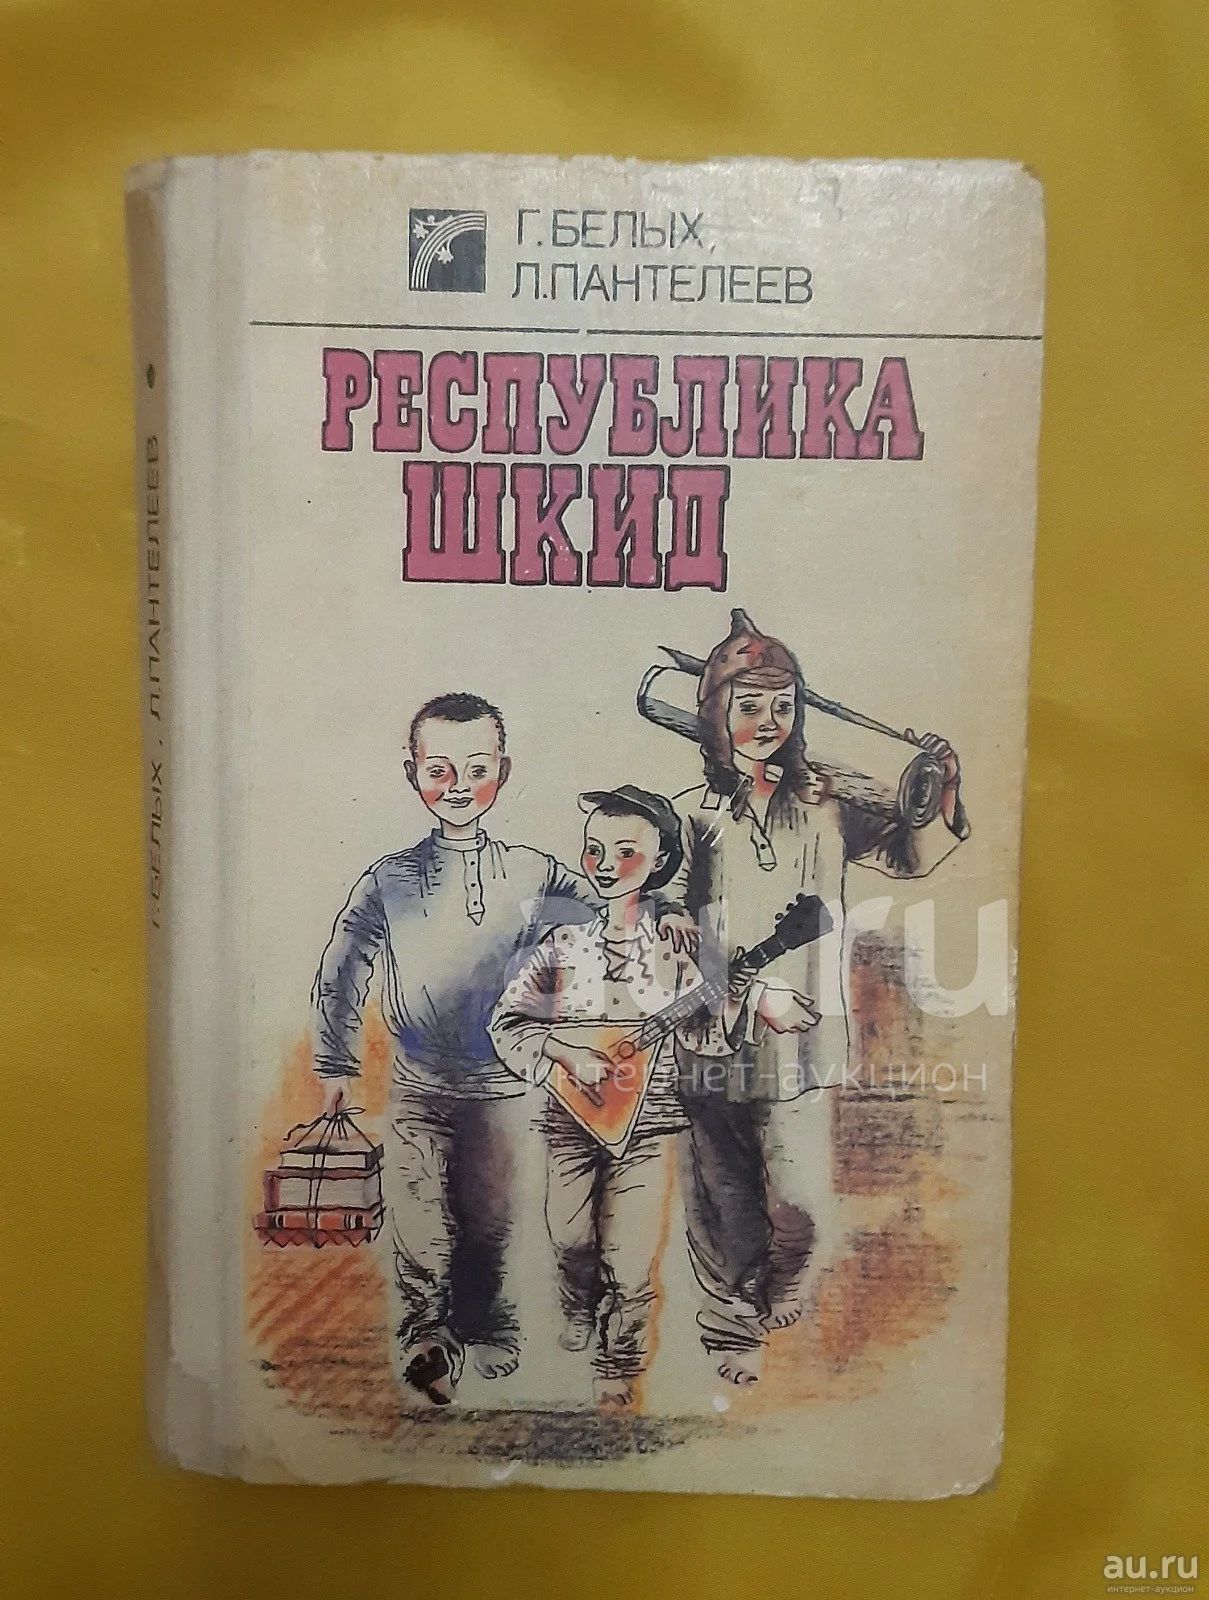 Г. БЕЛЫХ,
Л. ПАНТЕЛЕЕВ
РЕСПУБЛИКА
ШКИД
Г. БЕЛЫХ, Л. ПАНТЕЛЕЕВ •
au.ru
интернет-аукцион
au.ru
интернет-аукцион